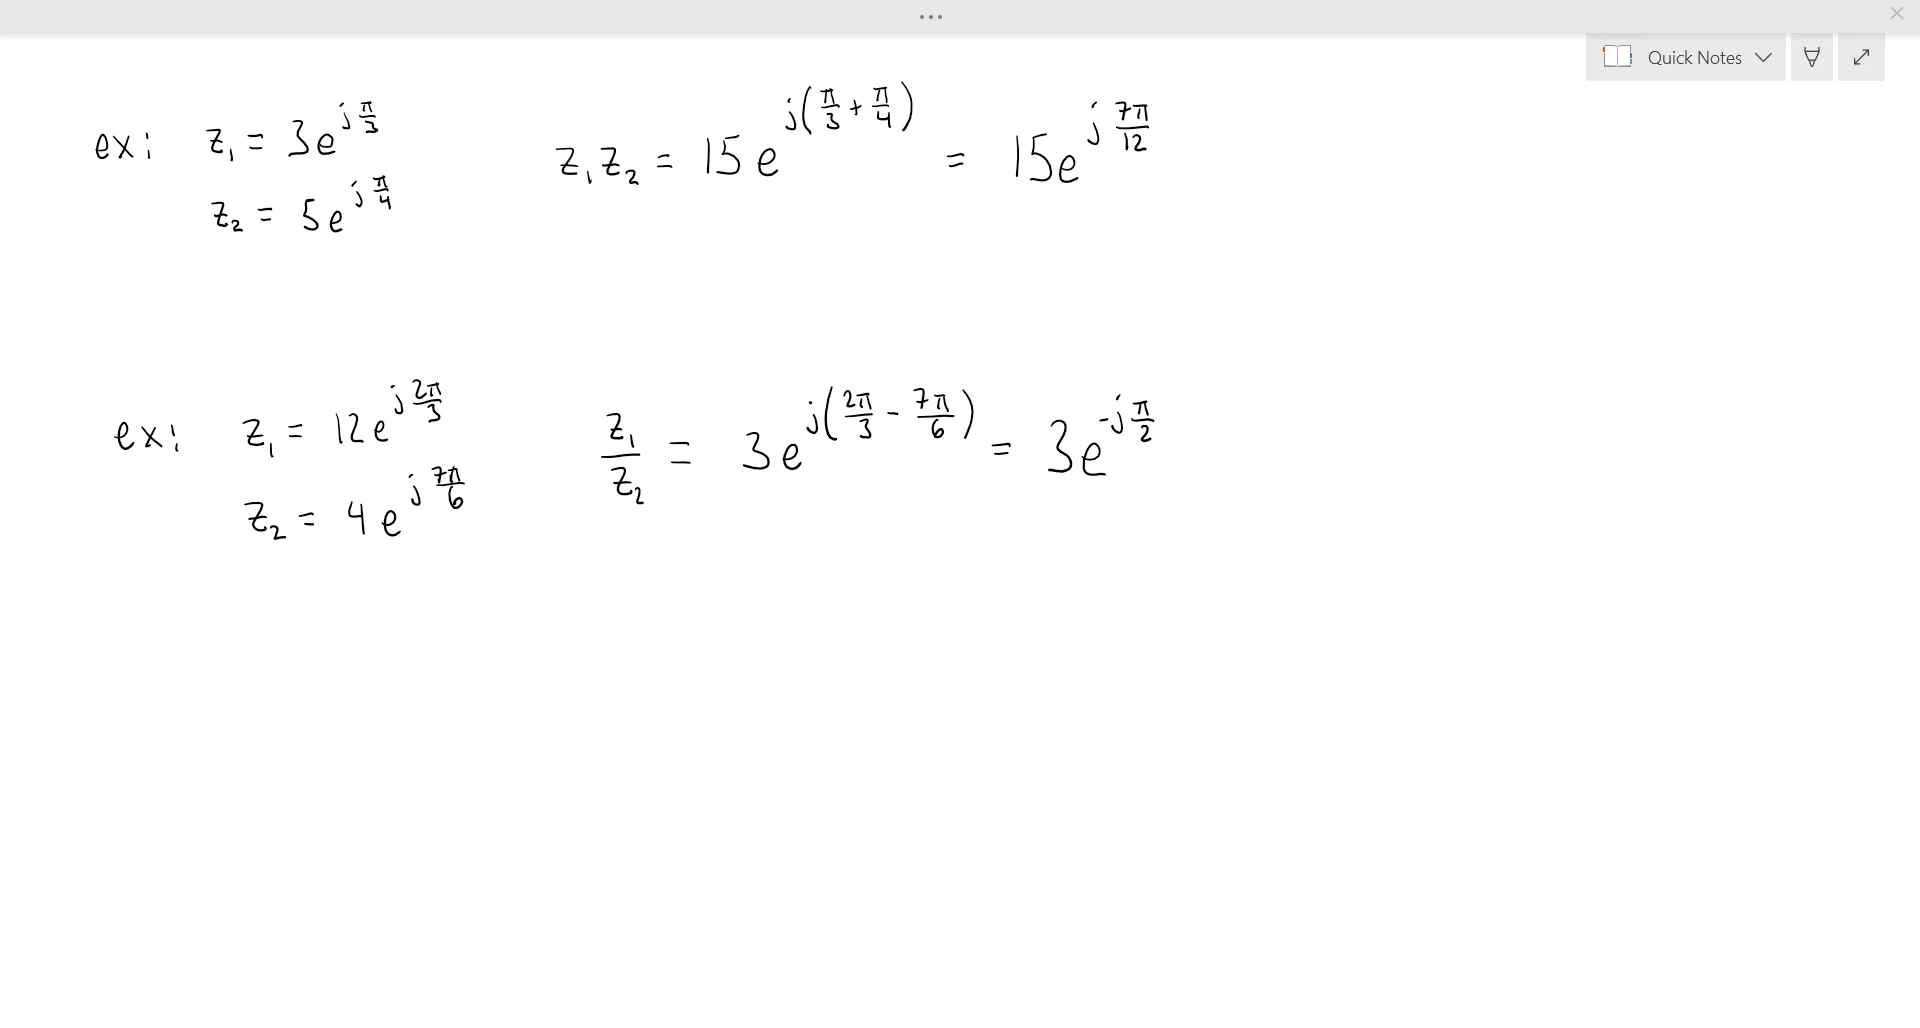 ...
Quick Notes
ex: z₁ = 3e^{jπ/3}
z₂ = 5e^{jπ/4}
z₁z₂ = 15e^{j(π/3 + π/4)} = 15e^{j7π/12}
ex: z₁ = 12e^{j2π/3}
z₂ = 4e^{j7π/6}
z₁/z₂ = 3e^{j(2π/3 - 7π/6)} = 3e^{-jπ/2}